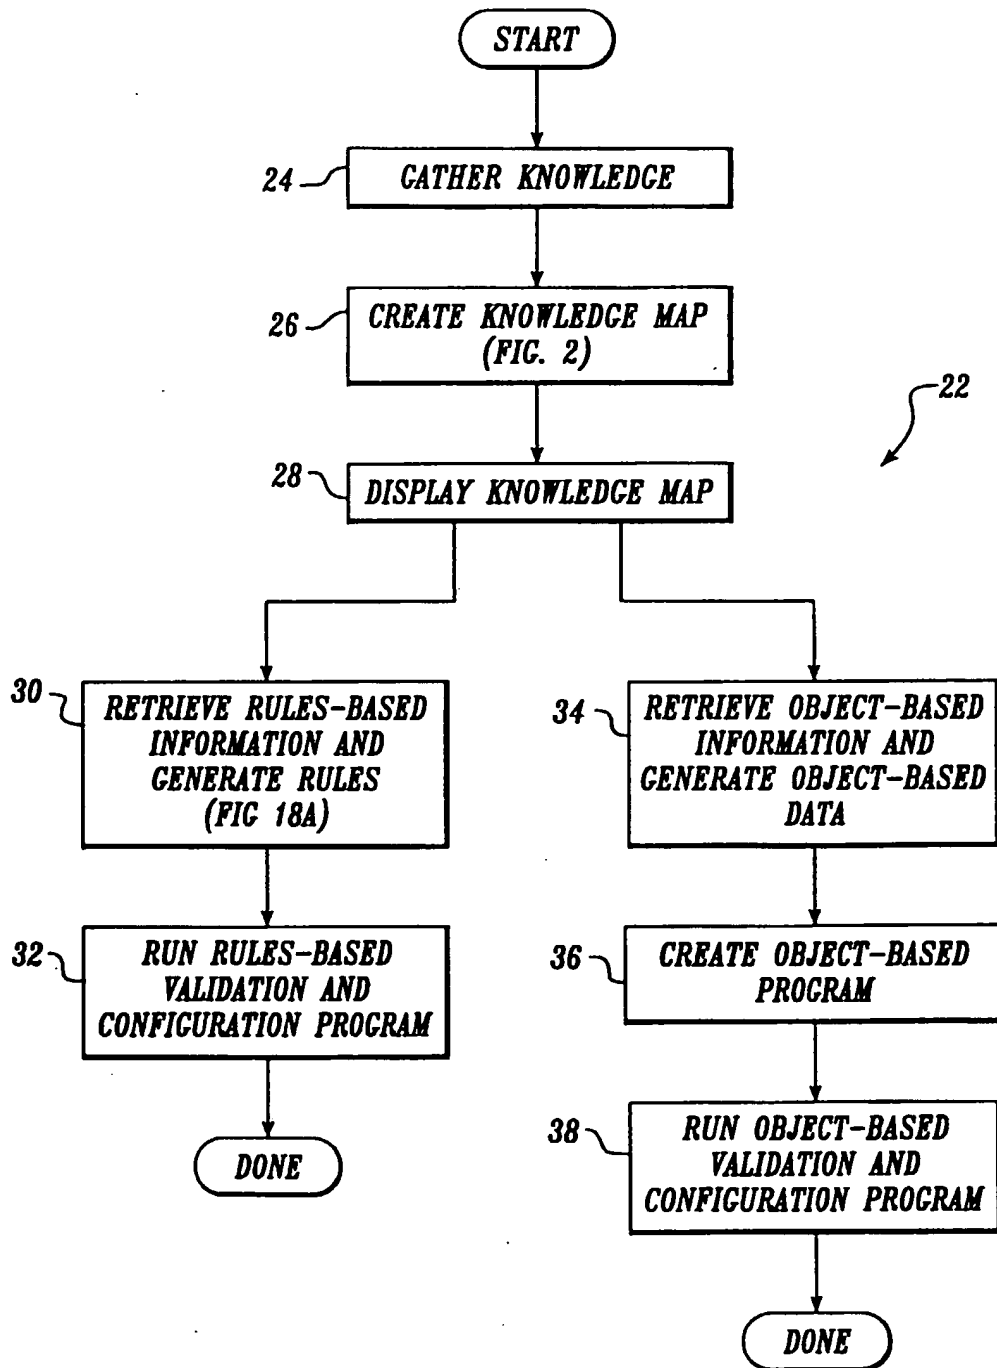 START
24
GATHER KNOWLEDGE
26
CREATE KNOWLEDGE MAP
(FIG. 2)
22
28
DISPLAY KNOWLEDGE MAP
30
RETRIEVE RULES-BASED
INFORMATION AND
GENERATE RULES
(FIG 18A)
32
RUN RULES-BASED
VALIDATION AND
CONFIGURATION PROGRAM
DONE
34
RETRIEVE OBJECT-BASED
INFORMATION AND
GENERATE OBJECT-BASED
DATA
36
CREATE OBJECT-BASED
PROGRAM
38
RUN OBJECT-BASED
VALIDATION AND
CONFIGURATION PROGRAM
DONE